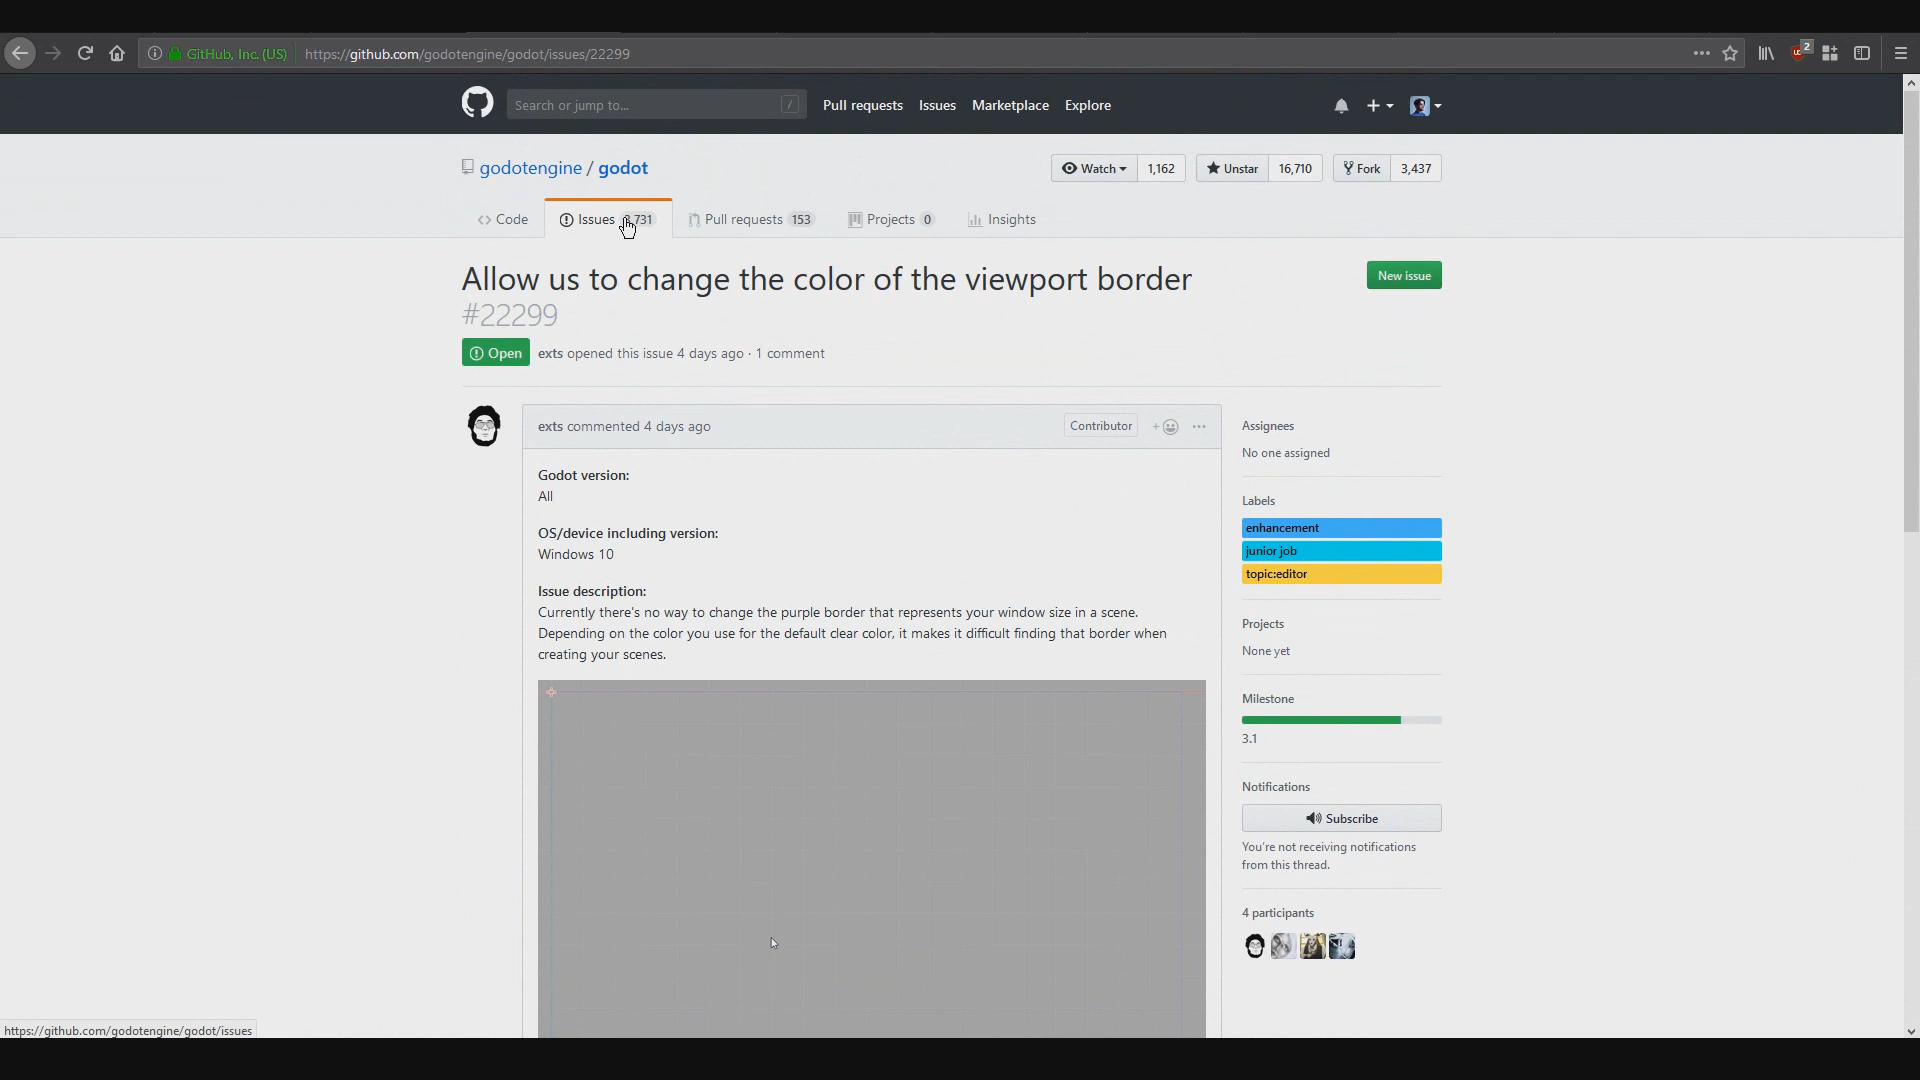 GitHub, Inc. (US) https://github.com/godotengine/godot/issues/22299
2
Search or jump to... / Pull requests Issues Marketplace Explore
godotengine / godot
Watch 1,162 Unstar 16,710 Fork 3,437
Code Issues Pull requests 153 Projects 0 Insights
Allow us to change the color of the viewport border
#22299
New issue
Open exts opened this issue 4 days ago · 1 comment
exts commented 4 days ago Contributor
Godot version:
All
OS/device including version:
Windows 10
Issue description:
Currently there's no way to change the purple border that represents your window size in a scene.
Depending on the color you use for the default clear color, it makes it difficult finding that border when
creating your scenes.
Assignees
No one assigned
Labels
enhancement
junior job
topic:editor
Projects
None yet
Milestone
3.1
Notifications
Subscribe
You're not receiving notifications
from this thread.
4 participants
https://github.com/godotengine/godot/issues